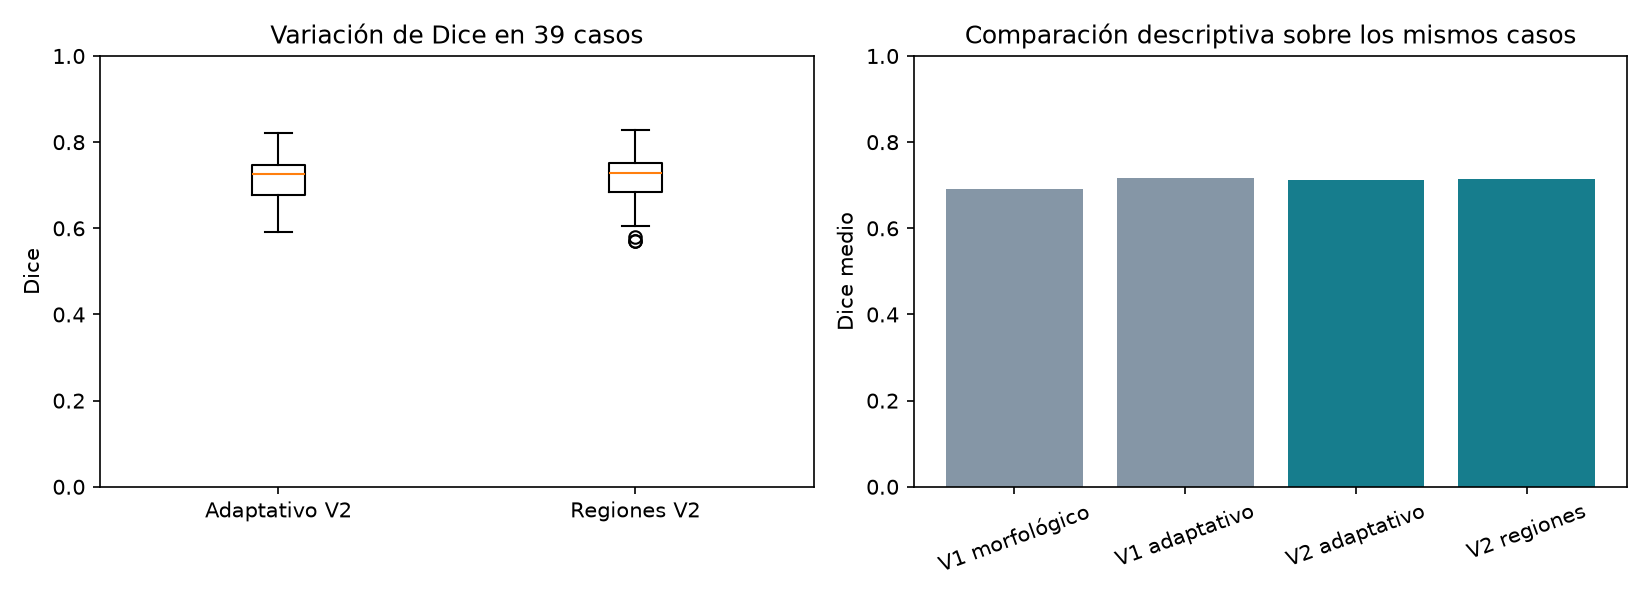 Variación de Dice en 39 casos
Dice
1.0
0.8
0.6
0.4
0.2
0.0
Adaptativo V2
Regiones V2
Comparación descriptiva sobre los mismos casos
Dice medio
1.0
0.8
0.6
0.4
0.2
0.0
V1 morfológico
V1 adaptativo
V2 adaptativo
V2 regiones